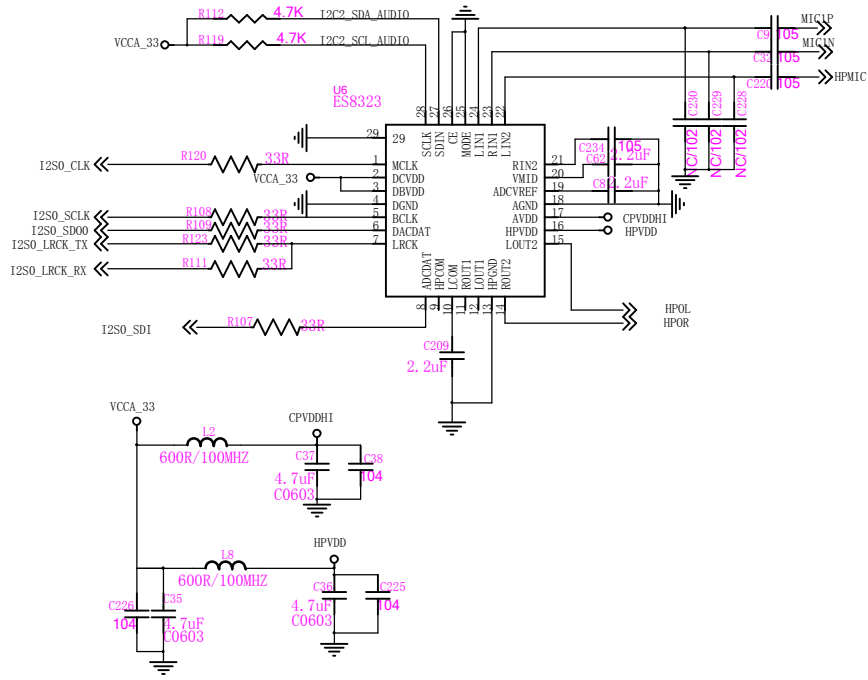 R112 4.7K I2C2_SDA_AUDIO
VCCA_33 R119 4.7K I2C2_SCL_AUDIO
MIC1P
C9 105
MIC1N
C32 105
HPMIC
C220 105
U6
ES8323
28 27 26 25 24 23 22
SCLK SDIN CE MODE LIN1 RIN1 LIN2
C230 C229 C228
NC/102 NC/102 NC/102
29 29
I2S0_CLK R120 33R 1 MCLK
VCCA_33 2 DCVDD
3 DBVDD
4 DGND
I2S0_SCLK R108 33R 5 BCLK
I2S0_SDO0 R109 33R 6 DACDAT
I2S0_LRCK_TX R123 33R 7 LRCK
I2S0_LRCK_RX R111 33R
RIN2 21 C234 105
VMID 20 C62 2.2uF
ADCVREF 19 C8 2.2uF
AGND 18
AVDD 17 CPVDDHI
HPVDD 16 HPVDD
LOUT2 15
ADCDAT HPCOM LCOM ROUT1 LOUT1 HPGND ROUT2
8 9 10 11 12 13 14
HPOL
HPOR
I2S0_SDI R107 33R
C209
2.2uF
VCCA_33
L2
600R/100MHZ
CPVDDHI
C37 C38
4.7uF 104
C0603
L8
600R/100MHZ
HPVDD
C226 C35
104 4.7uF
C0603
C36 C225
4.7uF 104
C0603